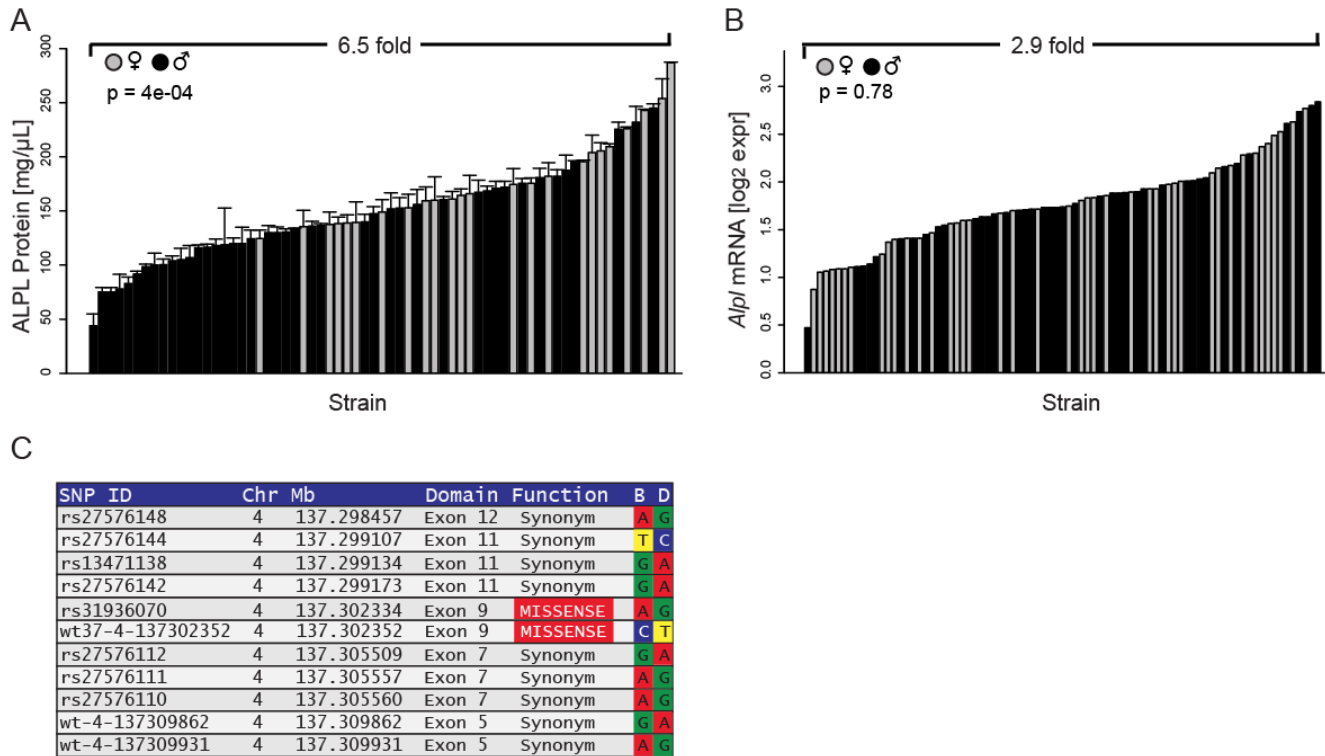 A
6.5 fold
♀ ♂
p = 4e-04
ALPL Protein [mg/µL]
300
250
200
150
100
50
0
Strain
B
2.9 fold
♀ ♂
p = 0.78
Alpl mRNA [log2 expr]
3.0
2.5
2.0
1.5
1.0
0.5
0.0
Strain
C
SNP ID Chr Mb Domain Function B D
rs27576148 4 137.298457 Exon 12 Synonym A G
rs27576144 4 137.299107 Exon 11 Synonym T C
rs13471138 4 137.299134 Exon 11 Synonym G A
rs27576142 4 137.299173 Exon 11 Synonym G A
rs31936070 4 137.302334 Exon 9 MISSENSE A G
wt37-4-137302352 4 137.302352 Exon 9 MISSENSE C T
rs27576112 4 137.305509 Exon 7 Synonym G A
rs27576111 4 137.305557 Exon 7 Synonym A G
rs27576110 4 137.305560 Exon 7 Synonym A G
wt-4-137309862 4 137.309862 Exon 5 Synonym G A
wt-4-137309931 4 137.309931 Exon 5 Synonym A G